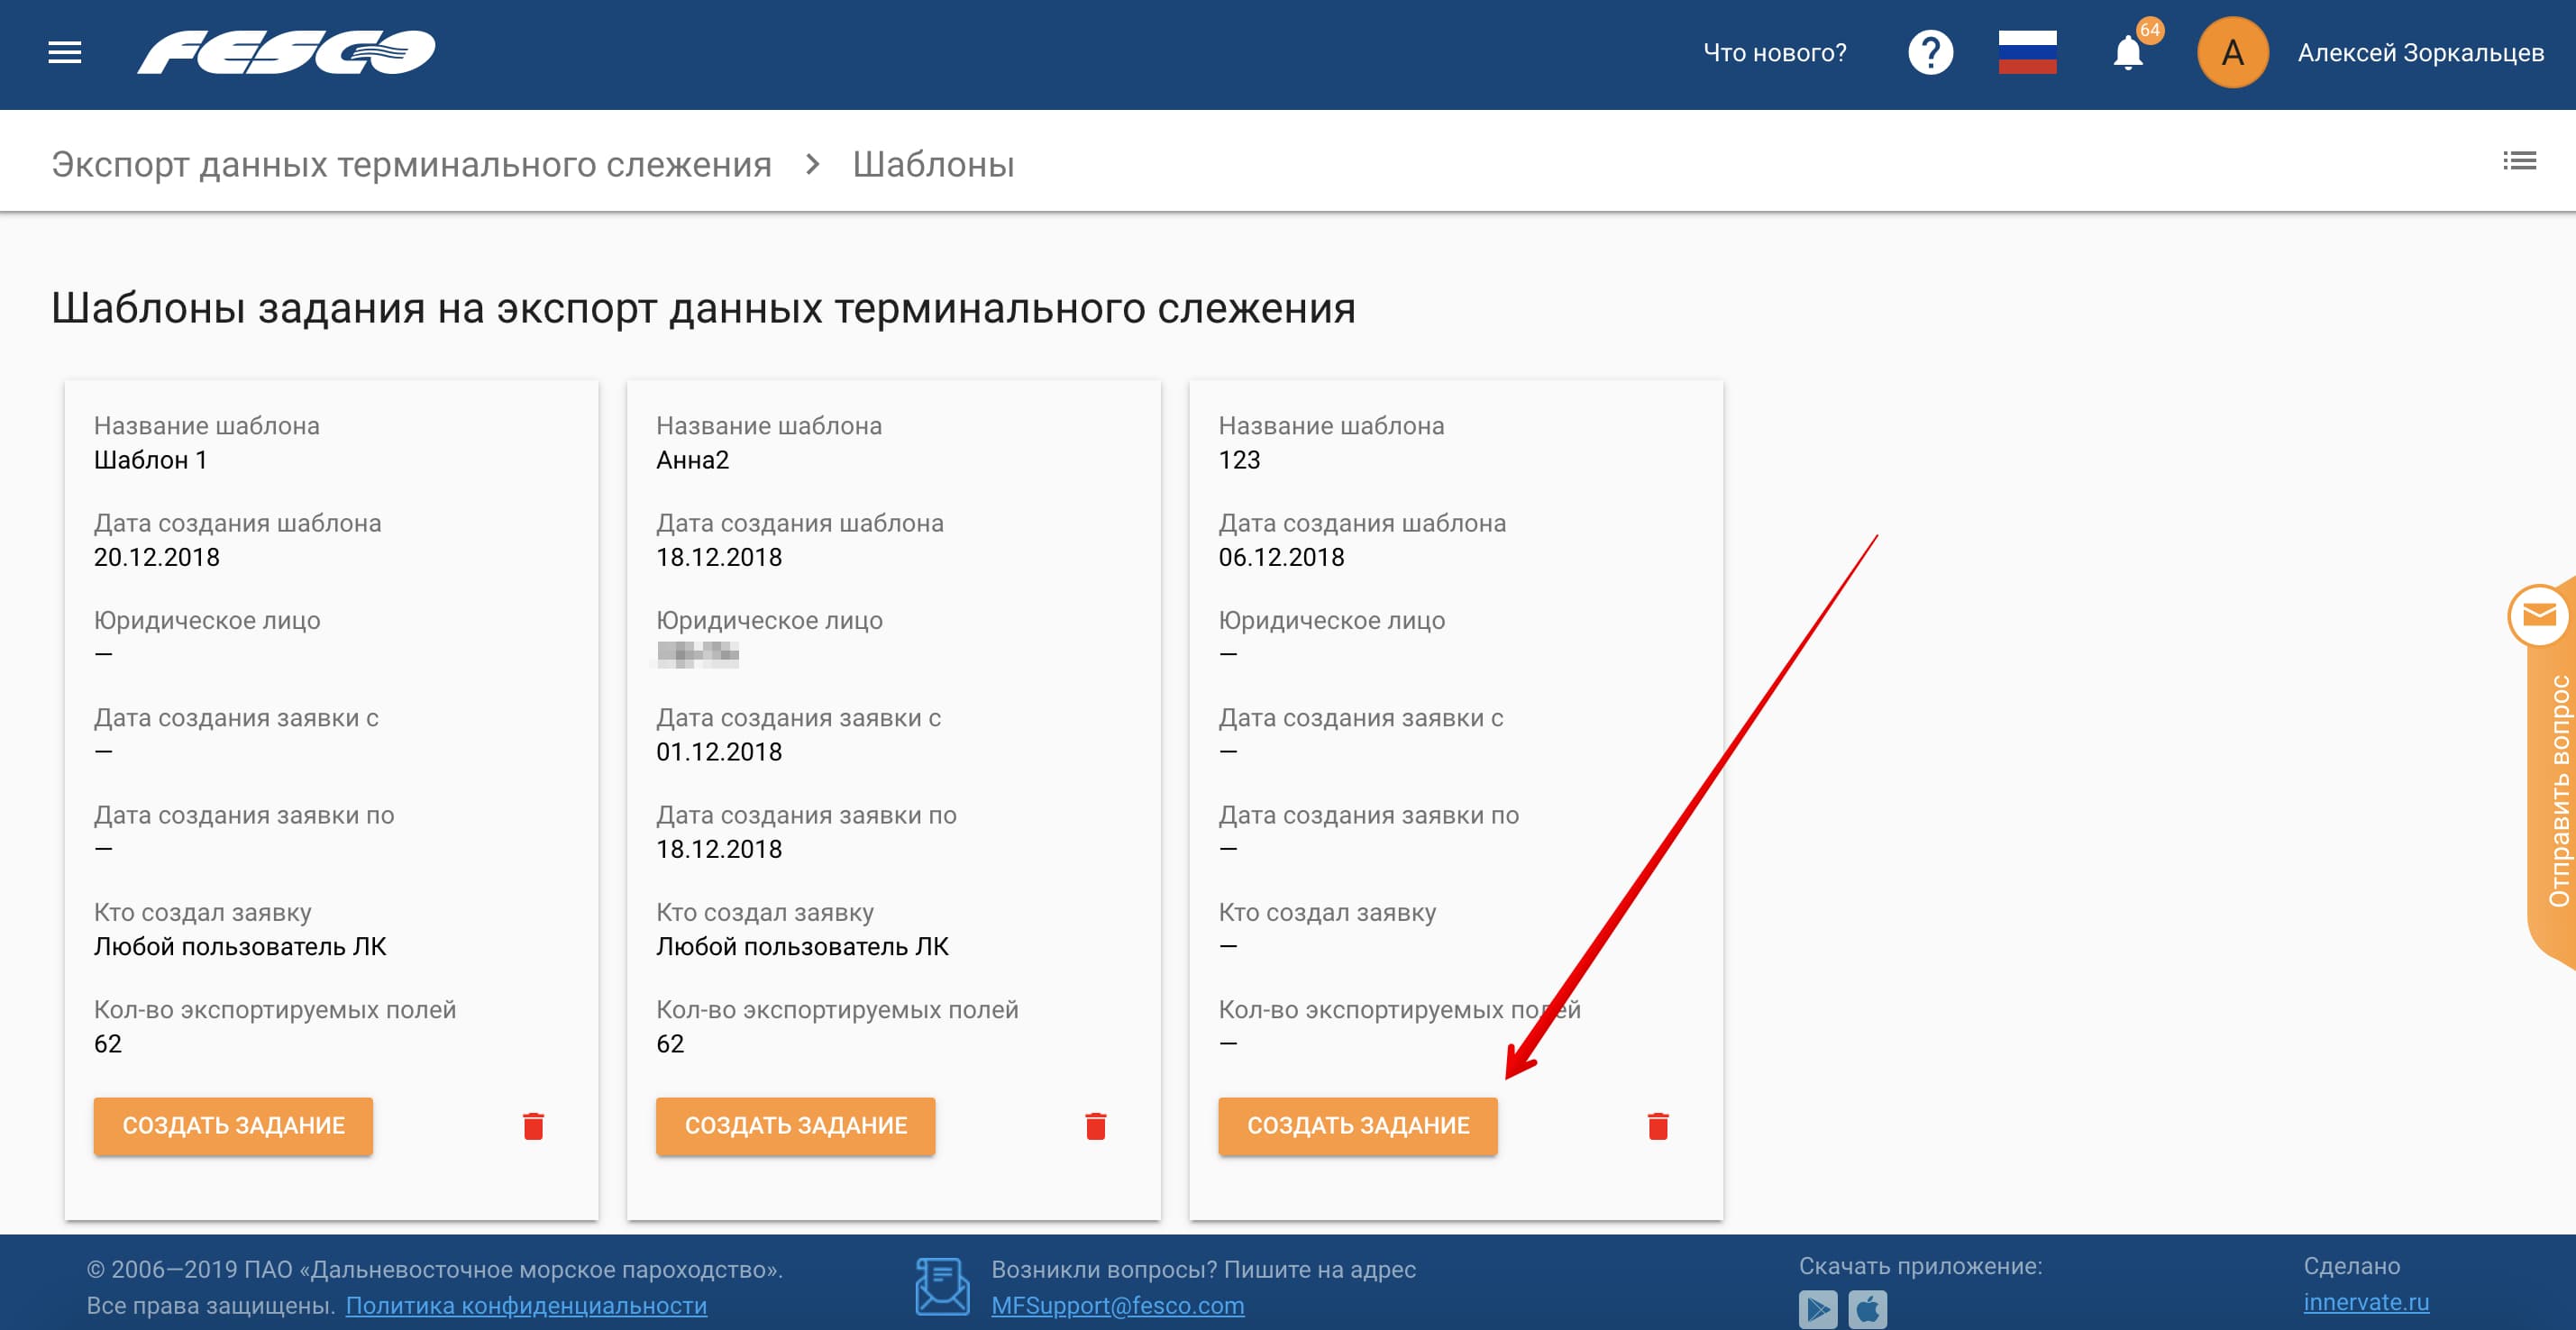 FESCO
Что нового?
64
А
Алексей Зоркальцев
Экспорт данных терминального слежения > Шаблоны
Шаблоны задания на экспорт данных терминального слежения
Название шаблона
Шаблон 1
Дата создания шаблона
20.12.2018
Юридическое лицо
—
Дата создания заявки с
—
Дата создания заявки по
—
Кто создал заявку
Любой пользователь ЛК
Кол-во экспортируемых полей
62
СОЗДАТЬ ЗАДАНИЕ
Название шаблона
Анна2
Дата создания шаблона
18.12.2018
Юридическое лицо
Дата создания заявки с
01.12.2018
Дата создания заявки по
18.12.2018
Кто создал заявку
Любой пользователь ЛК
Кол-во экспортируемых полей
62
СОЗДАТЬ ЗАДАНИЕ
Название шаблона
123
Дата создания шаблона
06.12.2018
Юридическое лицо
—
Дата создания заявки с
—
Дата создания заявки по
—
Кто создал заявку
—
Кол-во экспортируемых полей
—
СОЗДАТЬ ЗАДАНИЕ
Отправить вопрос
© 2006—2019 ПАО «Дальневосточное морское пароходство».
Все права защищены. Политика конфиденциальности
Возникли вопросы? Пишите на адрес
MFSupport@fesco.com
Скачать приложение:
Сделано
innervate.ru